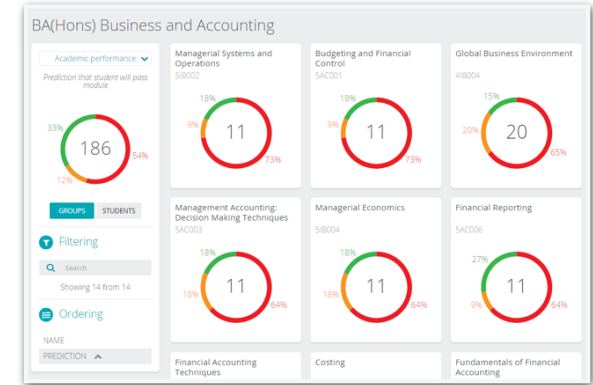 BA(Hons) Business and Accounting
Academic performance
Prediction that student will pass
module
33%
186
54%
12%
GROUPS
STUDENTS
Filtering
Search
Showing 14 from 14
Ordering
NAME
PREDICTION
Managerial Systems and
Operations
5IB002
18%
9%
11
73%
Budgeting and Financial
Control
5AC001
18%
9%
11
73%
Global Business Environment
4IB004
15%
20%
20
65%
Management Accounting:
Decision Making Techniques
5AC003
18%
18%
11
64%
Managerial Economics
5IB004
18%
18%
11
64%
Financial Reporting
5AC006
27%
9%
11
64%
Financial Accounting
Techniques
Costing
Fundamentals of Financial
Accounting